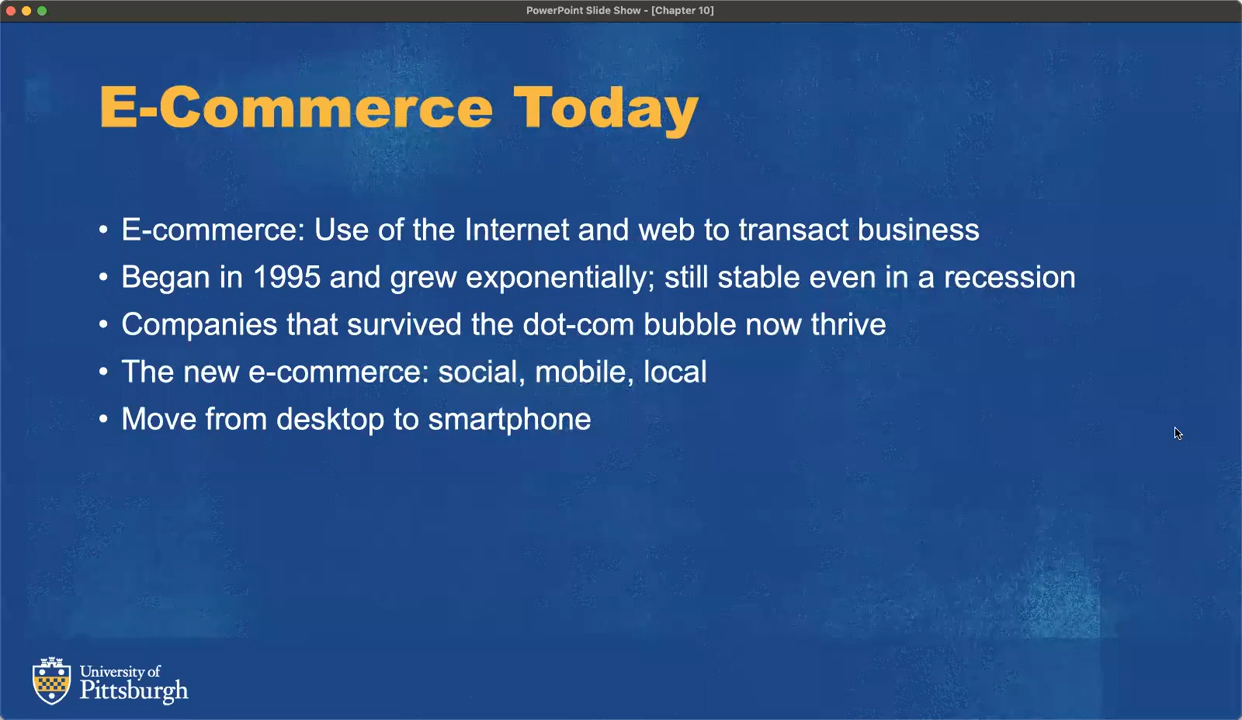 PowerPoint Slide Show - [Chapter 10]
E-Commerce Today
• E-commerce: Use of the Internet and web to transact business
• Began in 1995 and grew exponentially; still stable even in a recession
• Companies that survived the dot-com bubble now thrive
• The new e-commerce: social, mobile, local
• Move from desktop to smartphone
University of
Pittsburgh